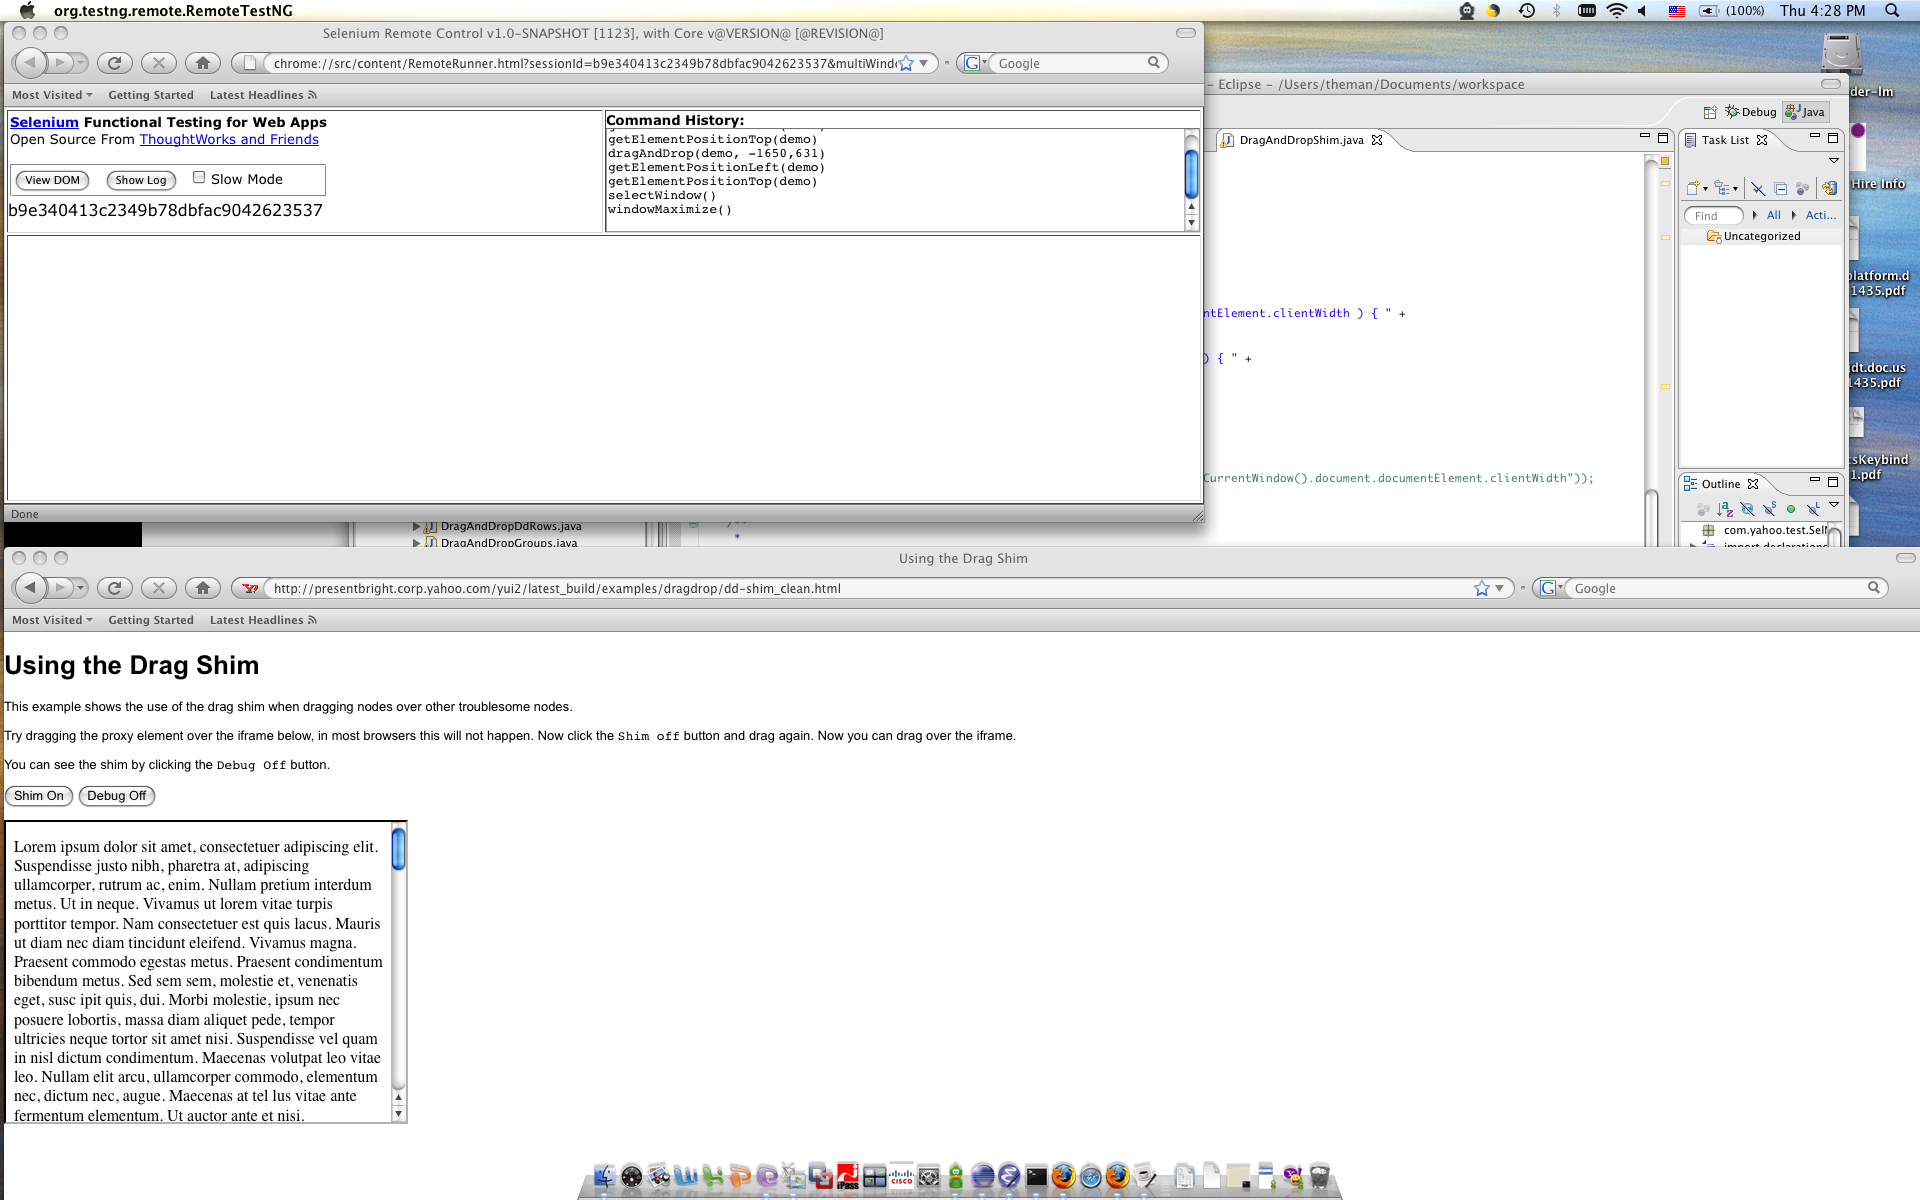 org.testng.remote.RemoteTestNG
(100%) Thu 4:28 PM
Selenium Remote Control v1.0-SNAPSHOT [1123], with Core v@VERSION@ [@REVISION@]
chrome://src/content/RemoteRunner.html?sessionId=b9e340413c2349b78dbfac9042623537&multiWind
Google
Most Visited Getting Started Latest Headlines
Selenium Functional Testing for Web Apps
Open Source From ThoughtWorks and Friends
View DOM Show Log Slow Mode
b9e340413c2349b78dbfac9042623537
Command History:
getElementPositionTop(demo)
dragAndDrop(demo, -1650,631)
getElementPositionLeft(demo)
getElementPositionTop(demo)
selectWindow()
windowMaximize()
Done
- Eclipse - /Users/theman/Documents/workspace
Debug Java
DragAndDropShim.java
Task List
Find All Acti...
Uncategorized
ntElement.clientWidth ) { " +
) { " +
CurrentWindow().document.documentElement.clientWidth"));
Outline
com.yahoo.test.Sel
import declarations
DragAndDropDdRows.java
DragAndDropGroups.java
/**
*
der-Im
Hire Info
platform.d
1435.pdf
jdt.doc.us
1435.pdf
tsKeybind
1.pdf
Using the Drag Shim
http://presentbright.corp.yahoo.com/yui2/latest_build/examples/dragdrop/dd-shim_clean.html
Google
Most Visited Getting Started Latest Headlines
Using the Drag Shim
This example shows the use of the drag shim when dragging nodes over other troublesome nodes.
Try dragging the proxy element over the iframe below, in most browsers this will not happen. Now click the Shim off button and drag again. Now you can drag over the iframe.
You can see the shim by clicking the Debug Off button.
Shim On Debug Off
Lorem ipsum dolor sit amet, consectetuer adipiscing elit.
Suspendisse justo nibh, pharetra at, adipiscing
ullamcorper, rutrum ac, enim. Nullam pretium interdum
metus. Ut in neque. Vivamus ut lorem vitae turpis
porttitor tempor. Nam consectetuer est quis lacus. Mauris
ut diam nec diam tincidunt eleifend. Vivamus magna.
Praesent commodo egestas metus. Praesent condimentum
bibendum metus. Sed sem sem, molestie et, venenatis
eget, susc ipit quis, dui. Morbi molestie, ipsum nec
posuere lobortis, massa diam aliquet pede, tempor
ultricies neque tortor sit amet nisi. Suspendisse vel quam
in nisl dictum condimentum. Maecenas volutpat leo vitae
leo. Nullam elit arcu, ullamcorper commodo, elementum
nec, dictum nec, augue. Maecenas at tel lus vitae ante
fermentum elementum. Ut auctor ante et nisi.
iPass
CISCO